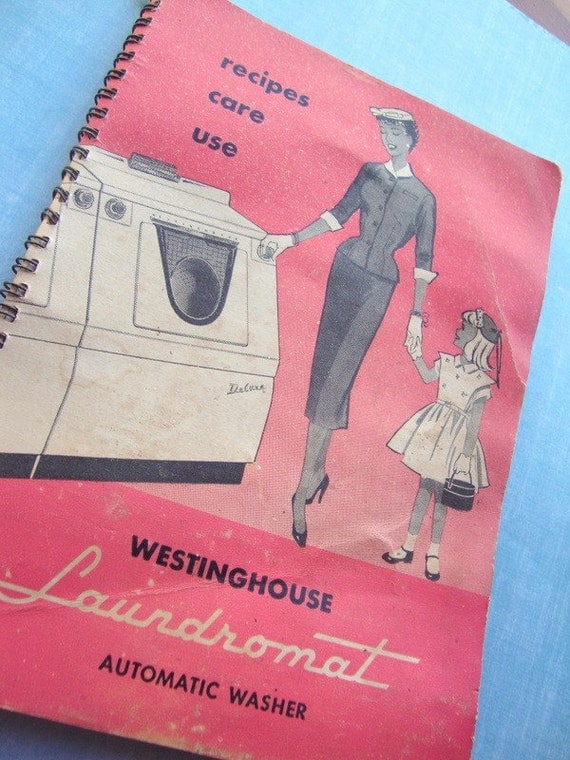 recipes
care
use
DeLuxe
WESTINGHOUSE
Laundromat
AUTOMATIC WASHER